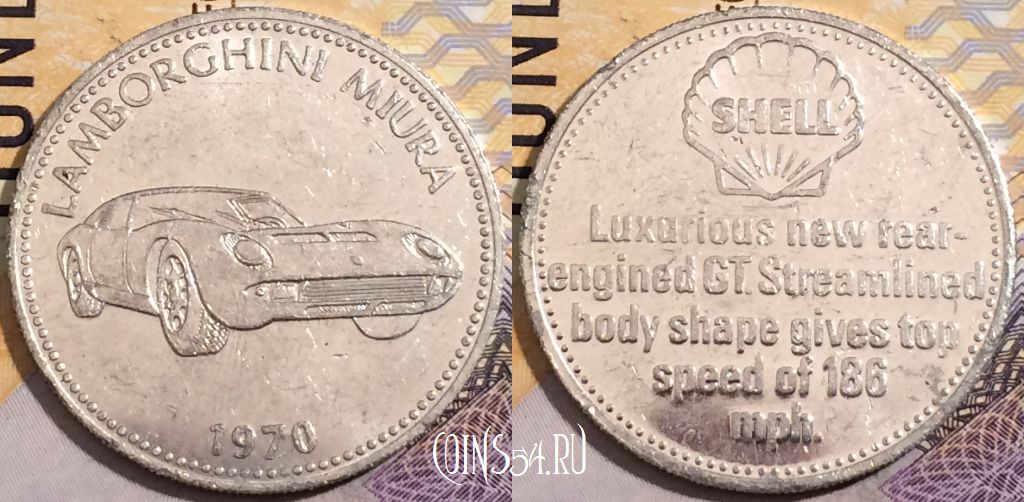 LAMBORGHINI MIURA
1970
SHELL
Luxurious new rear-
engined GT. Streamlined
body shape gives top
speed of 186
mph.
COINS54.RU